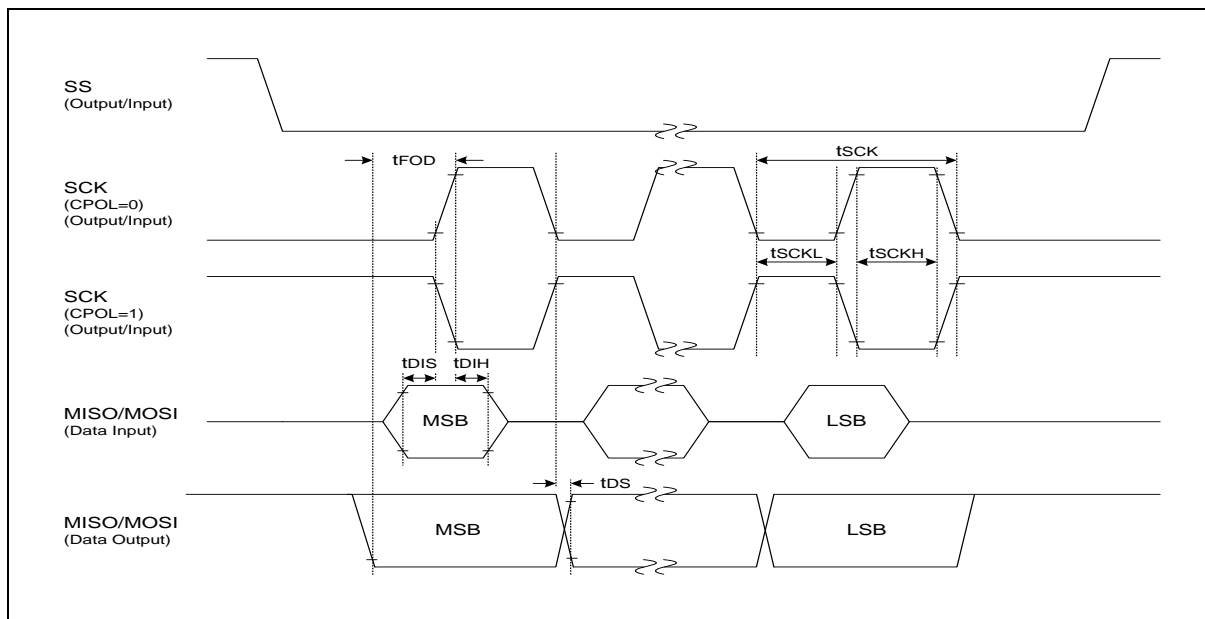 SS
(Output/Input)
tFOD
tSCK
SCK
(CPOL=0)
(Output/Input)
tSCKL
tSCKH
SCK
(CPOL=1)
(Output/Input)
tDIS
tDIH
MISO/MOSI
(Data Input)
MSB
LSB
tDS
MISO/MOSI
(Data Output)
MSB
LSB